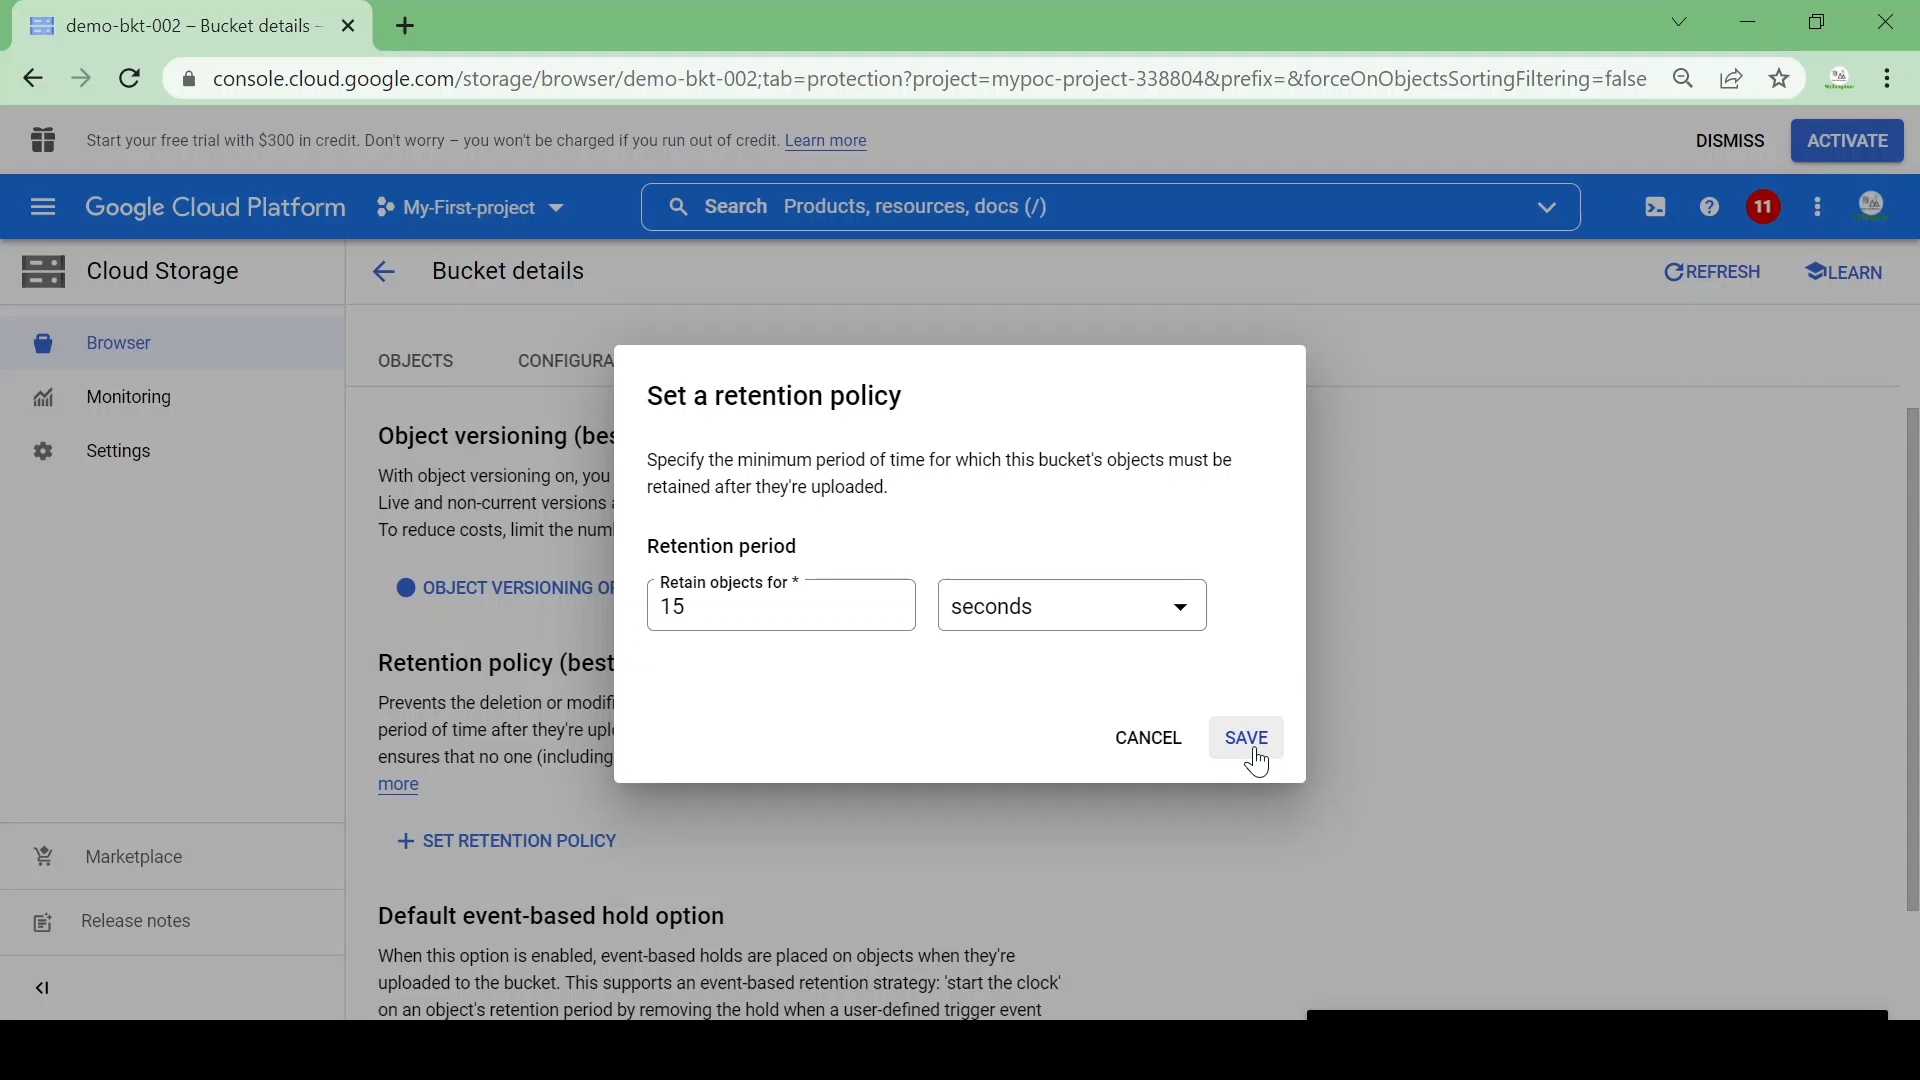 demo-bkt-002 – Bucket details –
console.cloud.google.com/storage/browser/demo-bkt-002;tab=protection?project=mypoc-project-338804&prefix=&forceOnObjectsSortingFiltering=false
Start your free trial with $300 in credit. Don't worry – you won't be charged if you run out of credit. Learn more
DISMISS
ACTIVATE
Google Cloud Platform
My-First-project
Search Products, resources, docs (/)
11
Cloud Storage
Bucket details
REFRESH
LEARN
Browser
Monitoring
Settings
Marketplace
Release notes
OBJECTS
CONFIGURA
Object versioning (bes
With object versioning on, you
Live and non-current versions
To reduce costs, limit the num
OBJECT VERSIONING OF
Retention policy (best
Prevents the deletion or modifi
period of time after they're uplo
ensures that no one (including
more
SET RETENTION POLICY
Default event-based hold option
When this option is enabled, event-based holds are placed on objects when they're
uploaded to the bucket. This supports an event-based retention strategy: 'start the clock'
on an object's retention period by removing the hold when a user-defined trigger event
Set a retention policy
Specify the minimum period of time for which this bucket's objects must be
retained after they're uploaded.
Retention period
Retain objects for *
15
seconds
CANCEL
SAVE